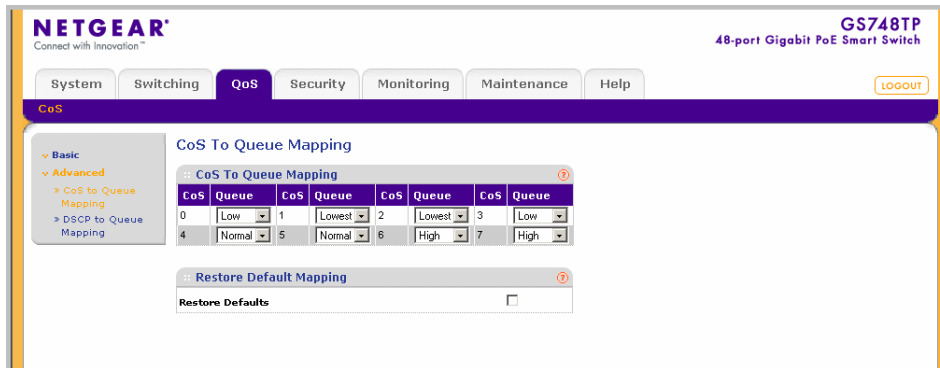 NETGEAR®
Connect with Innovation™
GS748TP
48-port Gigabit PoE Smart Switch
System Switching QoS Security Monitoring Maintenance Help LOGOUT
CoS
Basic
Advanced
» CoS to Queue
Mapping
» DSCP to Queue
Mapping
CoS To Queue Mapping
:: CoS To Queue Mapping ?
CoS Queue CoS Queue CoS Queue CoS Queue
0 Low 1 Lowest 2 Lowest 3 Low
4 Normal 5 Normal 6 High 7 High
:: Restore Default Mapping ?
Restore Defaults